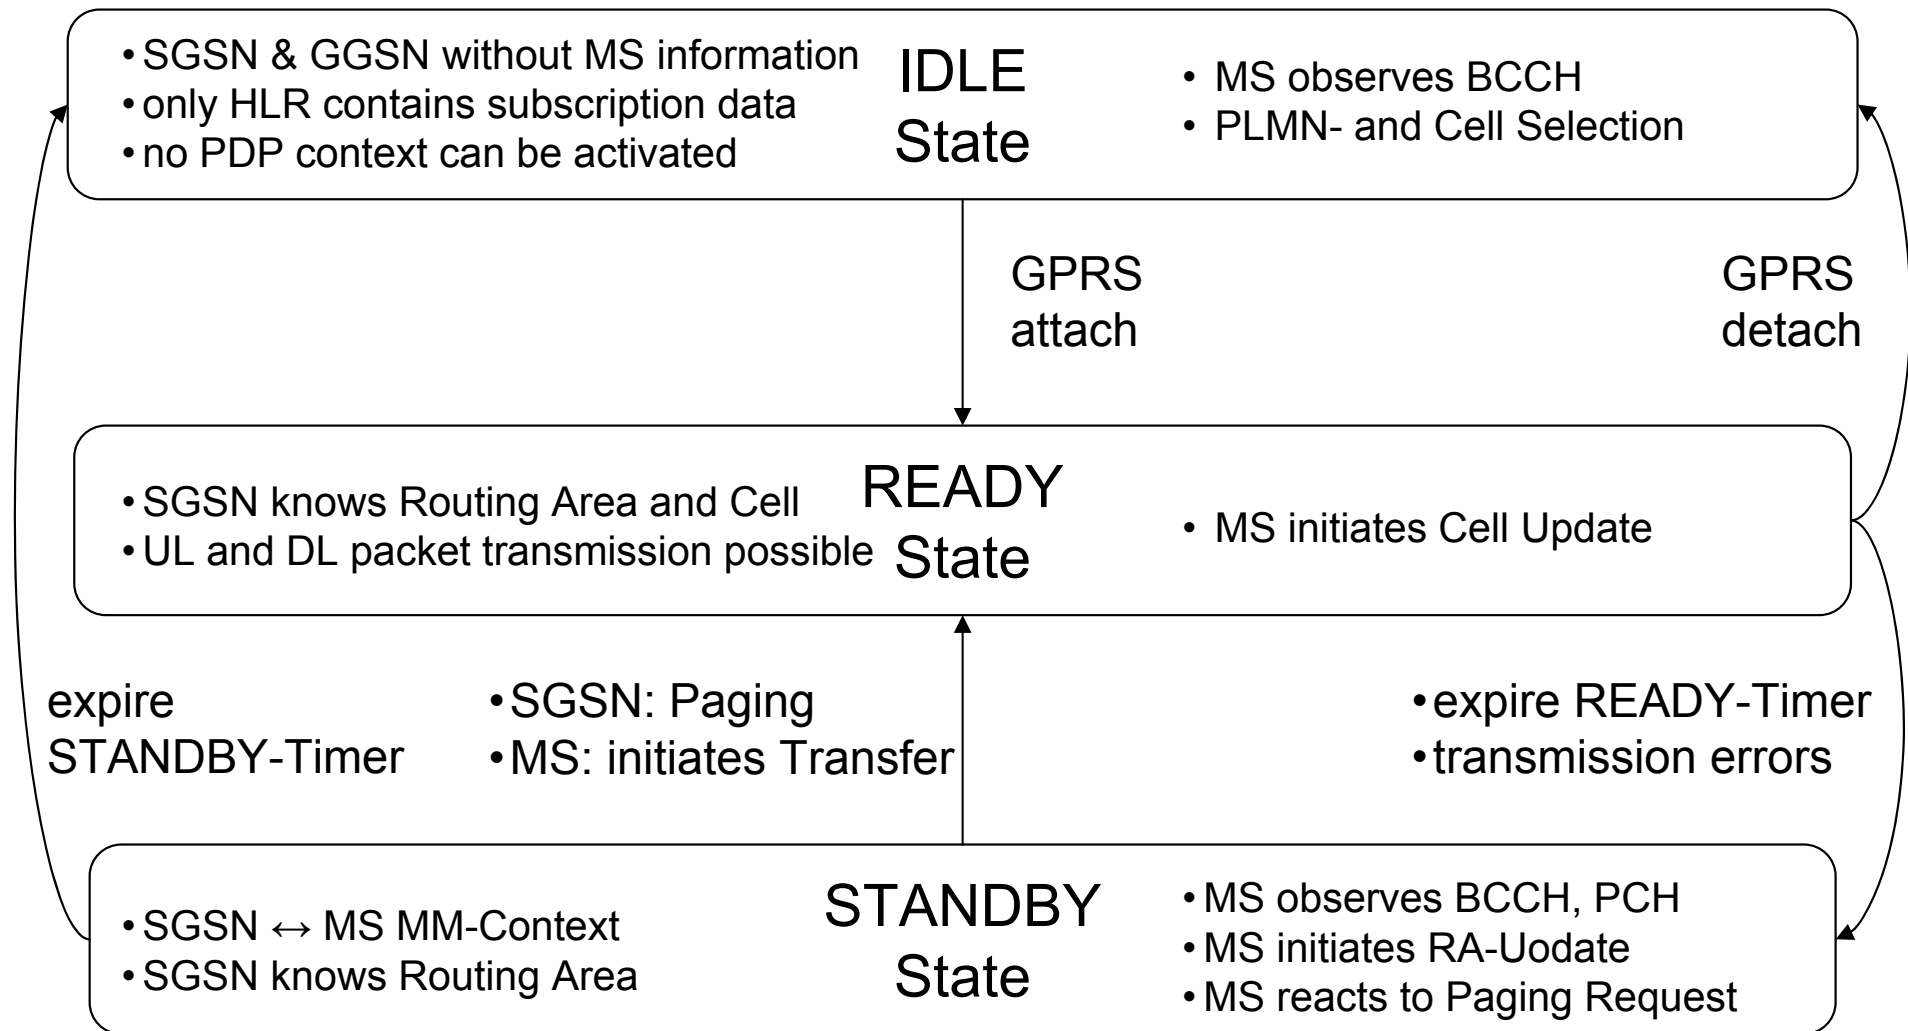 • SGSN & GGSN without MS information
• only HLR contains subscription data
• no PDP context can be activated
IDLE
State
• MS observes BCCH
• PLMN- and Cell Selection
GPRS
attach
GPRS
detach
• SGSN knows Routing Area and Cell
• UL and DL packet transmission possible
READY
State
• MS initiates Cell Update
expire
STANDBY-Timer
• SGSN: Paging
• MS: initiates Transfer
• expire READY-Timer
• transmission errors
• SGSN ↔ MS MM-Context
• SGSN knows Routing Area
STANDBY
State
• MS observes BCCH, PCH
• MS initiates RA-Uodate
• MS reacts to Paging Request